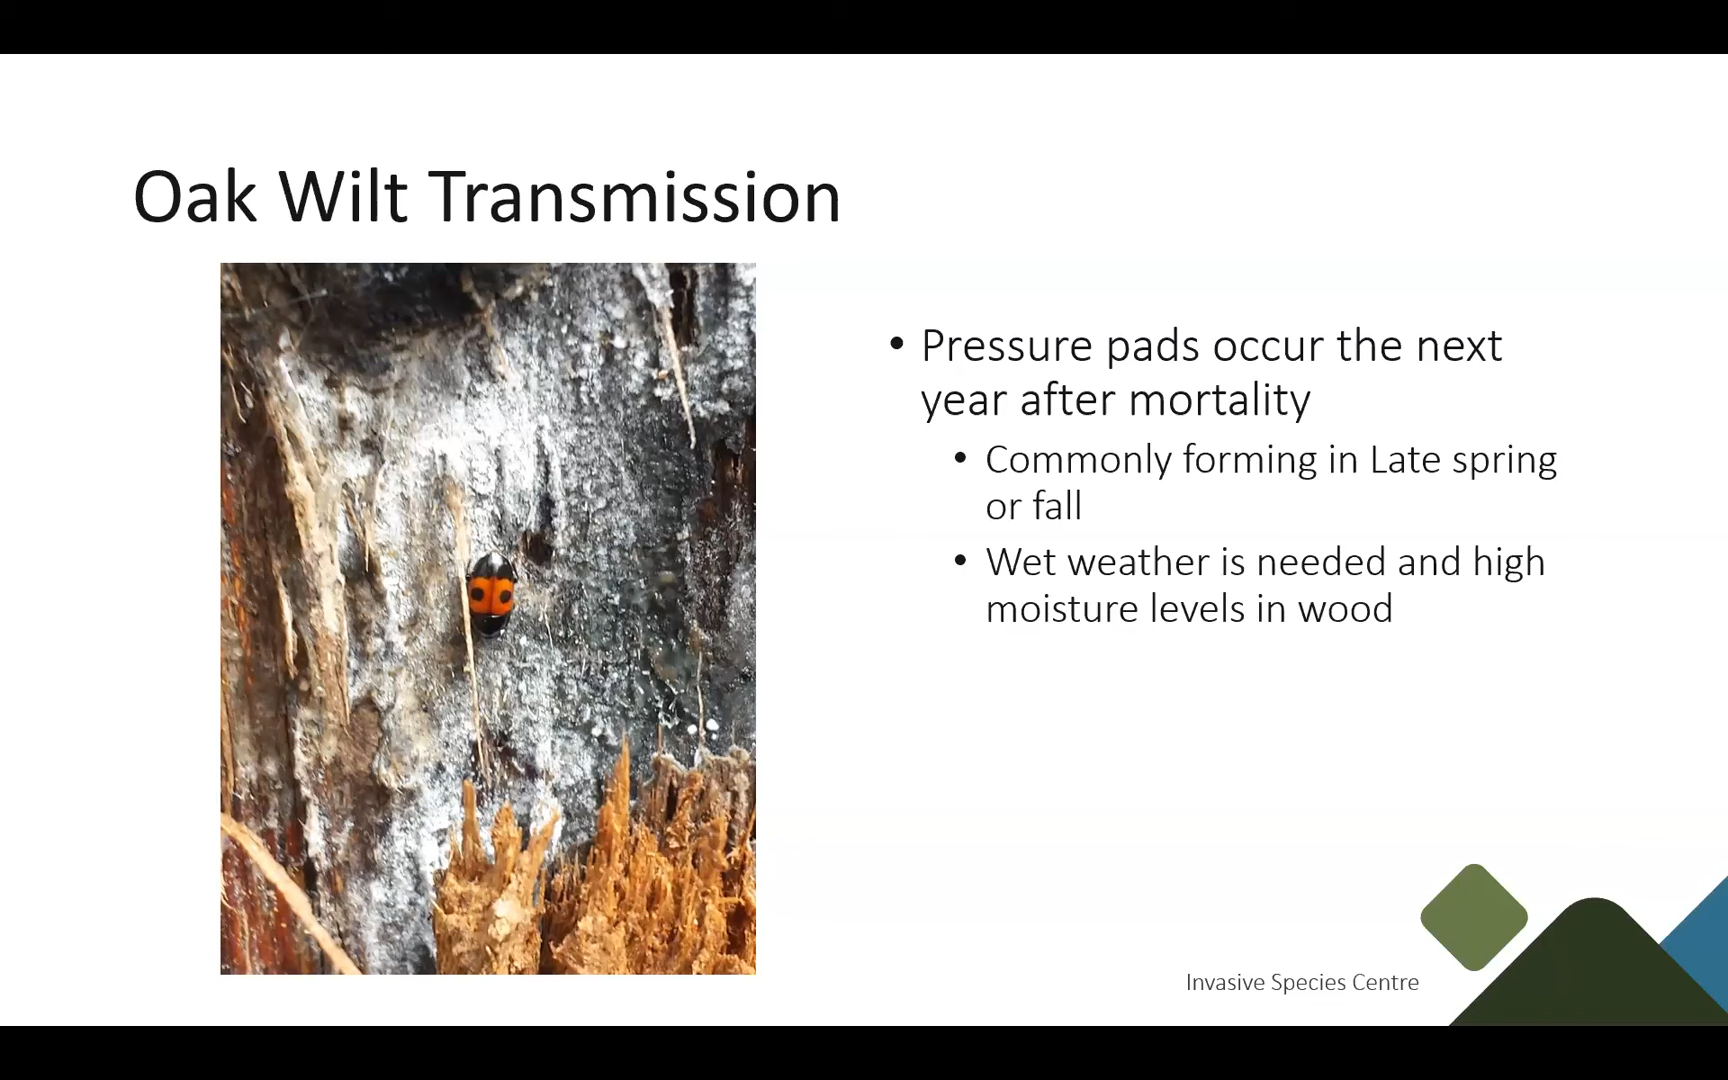 Oak Wilt Transmission
• Pressure pads occur the next
year after mortality
• Commonly forming in Late spring
or fall
• Wet weather is needed and high
moisture levels in wood
Invasive Species Centre